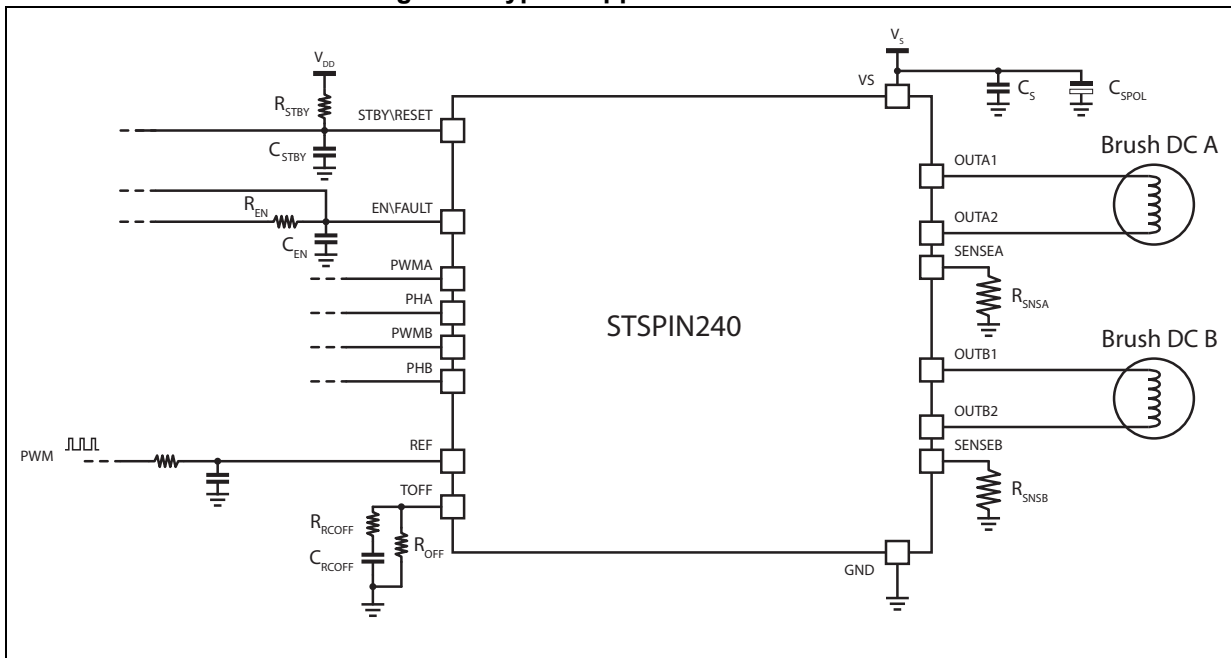 V_DD
R_STBY
STBY\RESET
C_STBY
R_EN
EN\FAULT
C_EN
PWMA
PHA
PWMB
PHB
PWM
REF
TOFF
R_RCOFF
C_RCOFF
R_OFF
STSPIN240
V_S
VS
C_S
C_SPOL
Brush DC A
OUTA1
OUTA2
SENSEA
R_SNSA
Brush DC B
OUTB1
OUTB2
SENSEB
R_SNSB
GND